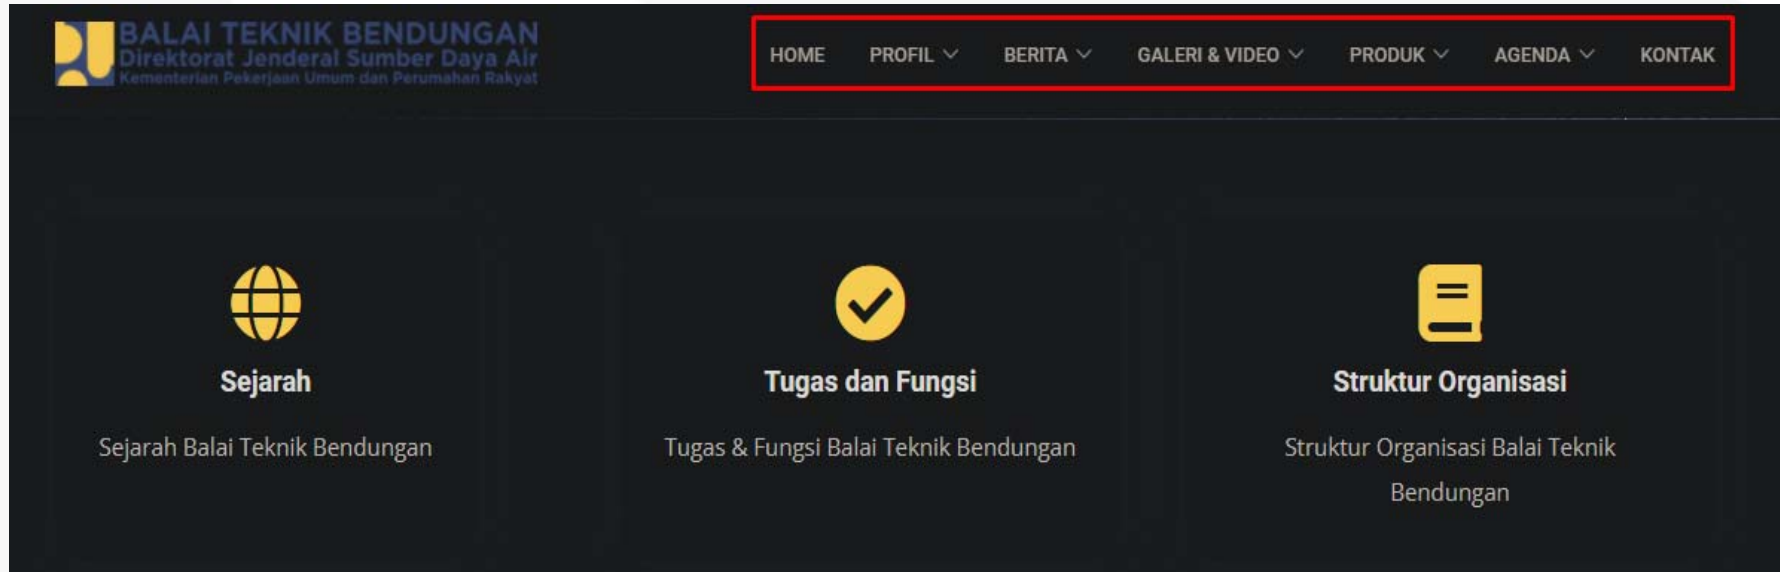 BALAI TEKNIK BENDUNGAN
Direktorat Jenderal Sumber Daya Air
Kementerian Pekerjaan Umum dan Perumahan Rakyat
HOME PROFIL BERITA GALERI & VIDEO PRODUK AGENDA KONTAK
Sejarah
Sejarah Balai Teknik Bendungan
Tugas dan Fungsi
Tugas & Fungsi Balai Teknik Bendungan
Struktur Organisasi
Struktur Organisasi Balai Teknik
Bendungan